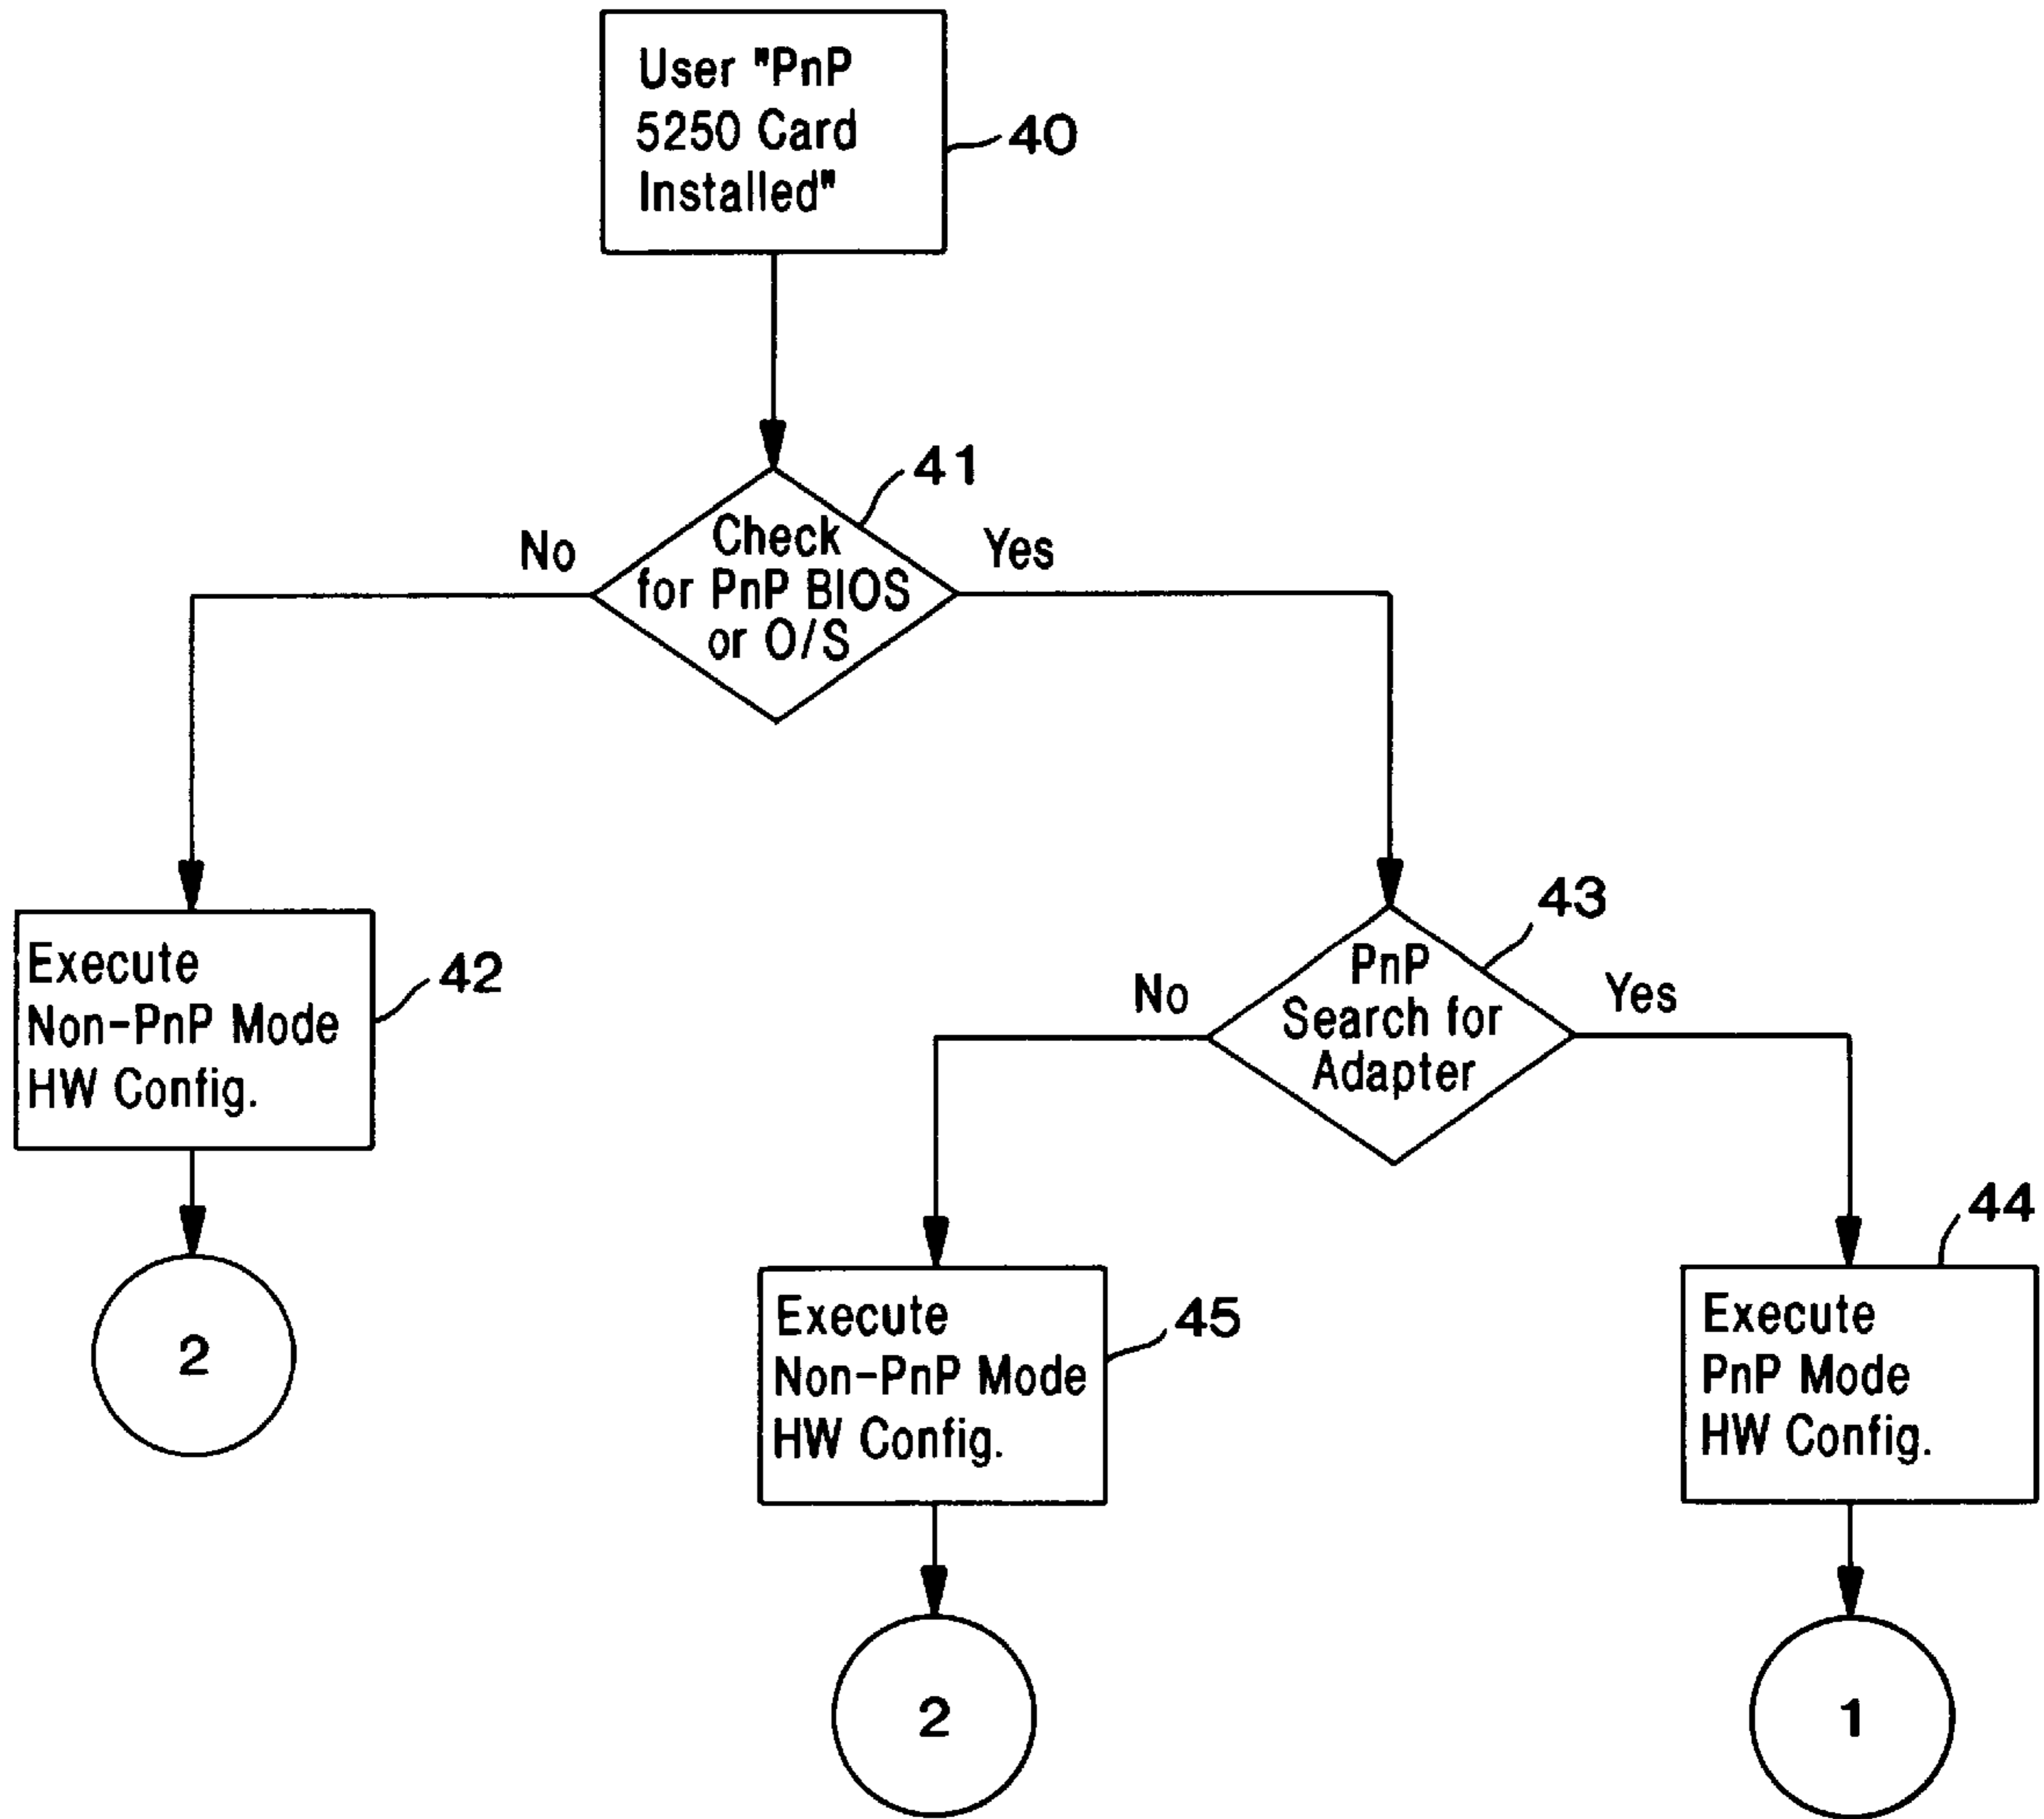 User "PnP
5250 Card
Installed"
40
41
Check
for PnP BIOS
or O/S
No
Yes
43
PnP
Search for
Adapter
No
Yes
Execute
Non-PnP Mode
HW Config.
42
2
44
Execute
Non-PnP Mode
HW Config.
45
Execute
PnP Mode
HW Config.
2
1